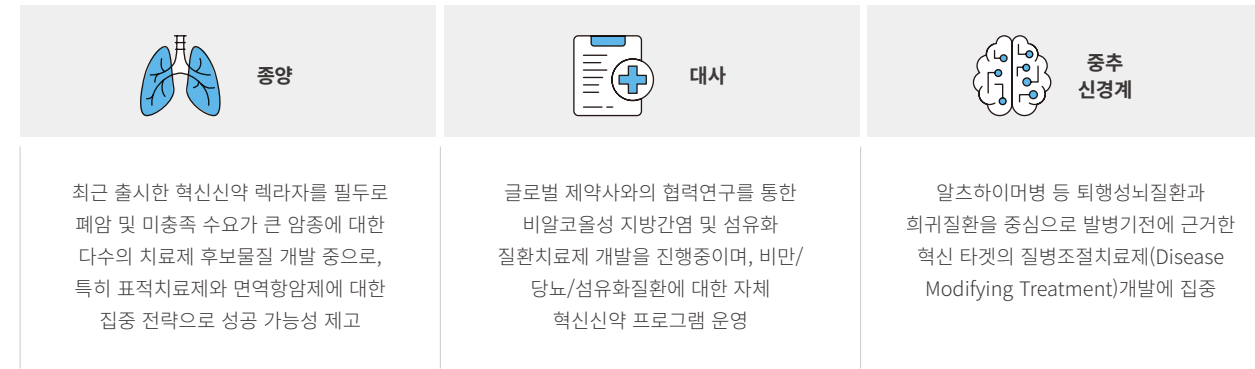 종양
최근 출시한 혁신신약 렉라자를 필두로
폐암 및 미충족 수요가 큰 암종에 대한
다수의 치료제 후보물질 개발 중으로,
특히 표적치료제와 면역항암제에 대한
집중 전략으로 성공 가능성 제고
대사
글로벌 제약사와의 협력연구를 통한
비알코올성 지방간염 및 섬유화
질환치료제 개발을 진행중이며, 비만/
당뇨/섬유화질환에 대한 자체
혁신신약 프로그램 운영
중추
신경계
알츠하이머병 등 퇴행성뇌질환과
희귀질환을 중심으로 발병기전에 근거한
혁신 타겟의 질병조절치료제(Disease
Modifying Treatment)개발에 집중